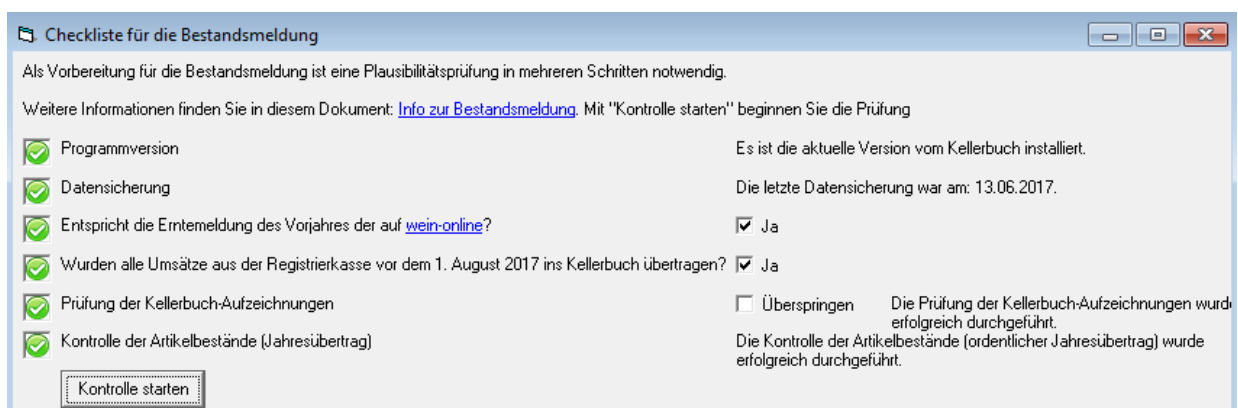 Checkliste für die Bestandsmeldung
Als Vorbereitung für die Bestandsmeldung ist eine Plausibilitätsprüfung in mehreren Schritten notwendig.
Weitere Informationen finden Sie in diesem Dokument: Info zur Bestandsmeldung. Mit "Kontrolle starten" beginnen Sie die Prüfung
Programmversion Es ist die aktuelle Version vom Kellerbuch installiert.
Datensicherung Die letzte Datensicherung war am: 13.06.2017.
Entspricht die Erntemeldung des Vorjahres der auf wein-online? Ja
Wurden alle Umsätze aus der Registrierkasse vor dem 1. August 2017 ins Kellerbuch übertragen? Ja
Prüfung der Kellerbuch-Aufzeichnungen Überspringen Die Prüfung der Kellerbuch-Aufzeichnungen wurd
erfolgreich durchgeführt.
Kontrolle der Artikelbestände (Jahresübertrag) Die Kontrolle der Artikelbestände (ordentlicher Jahresübertrag) wurde
erfolgreich durchgeführt.
Kontrolle starten